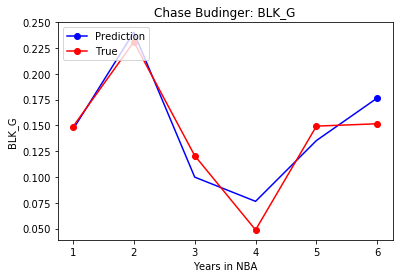 Chase Budinger: BLK_G
Prediction
True
0.250
0.225
0.200
0.175
0.150
0.125
0.100
0.075
0.050
BLK_G
1 2 3 4 5 6
Years in NBA